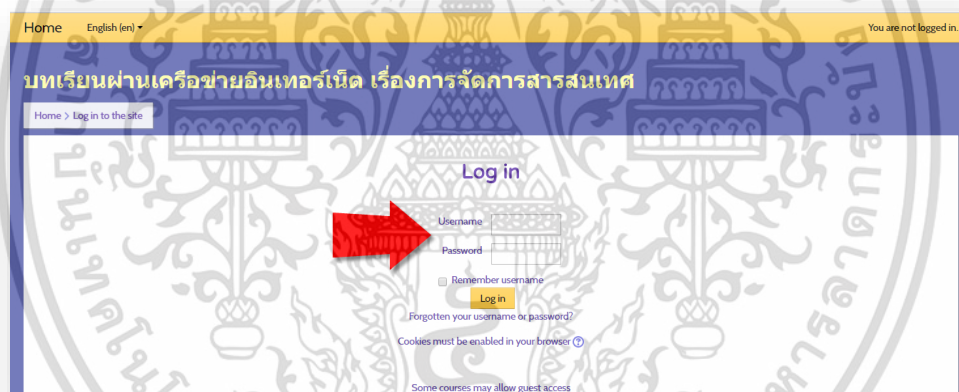 Home English (en)
You are not logged in.
บทเรียนผ่านเครือข่ายอินเทอร์เน็ต เรื่องการจัดการสารสนเทศ
Home > Log in to the site
Log in
Username
Password
Remember username
Log in
Forgotten your username or password?
Cookies must be enabled in your browser
Some courses may allow guest access